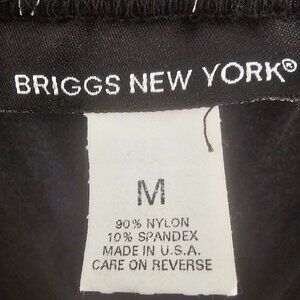 BRIGGS NEW YORK®
M
90% NYLON
10% SPANDEX
MADE IN U.S.A.
CARE ON REVERSE